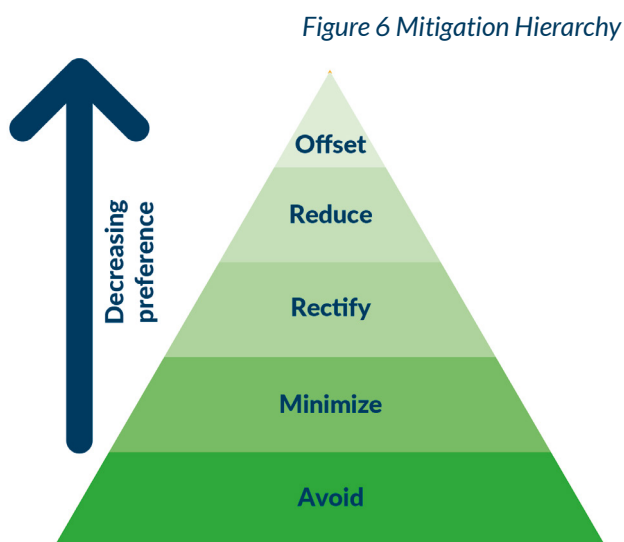 Figure 6 Mitigation Hierarchy
Decreasing
preference
Offset
Reduce
Rectify
Minimize
Avoid